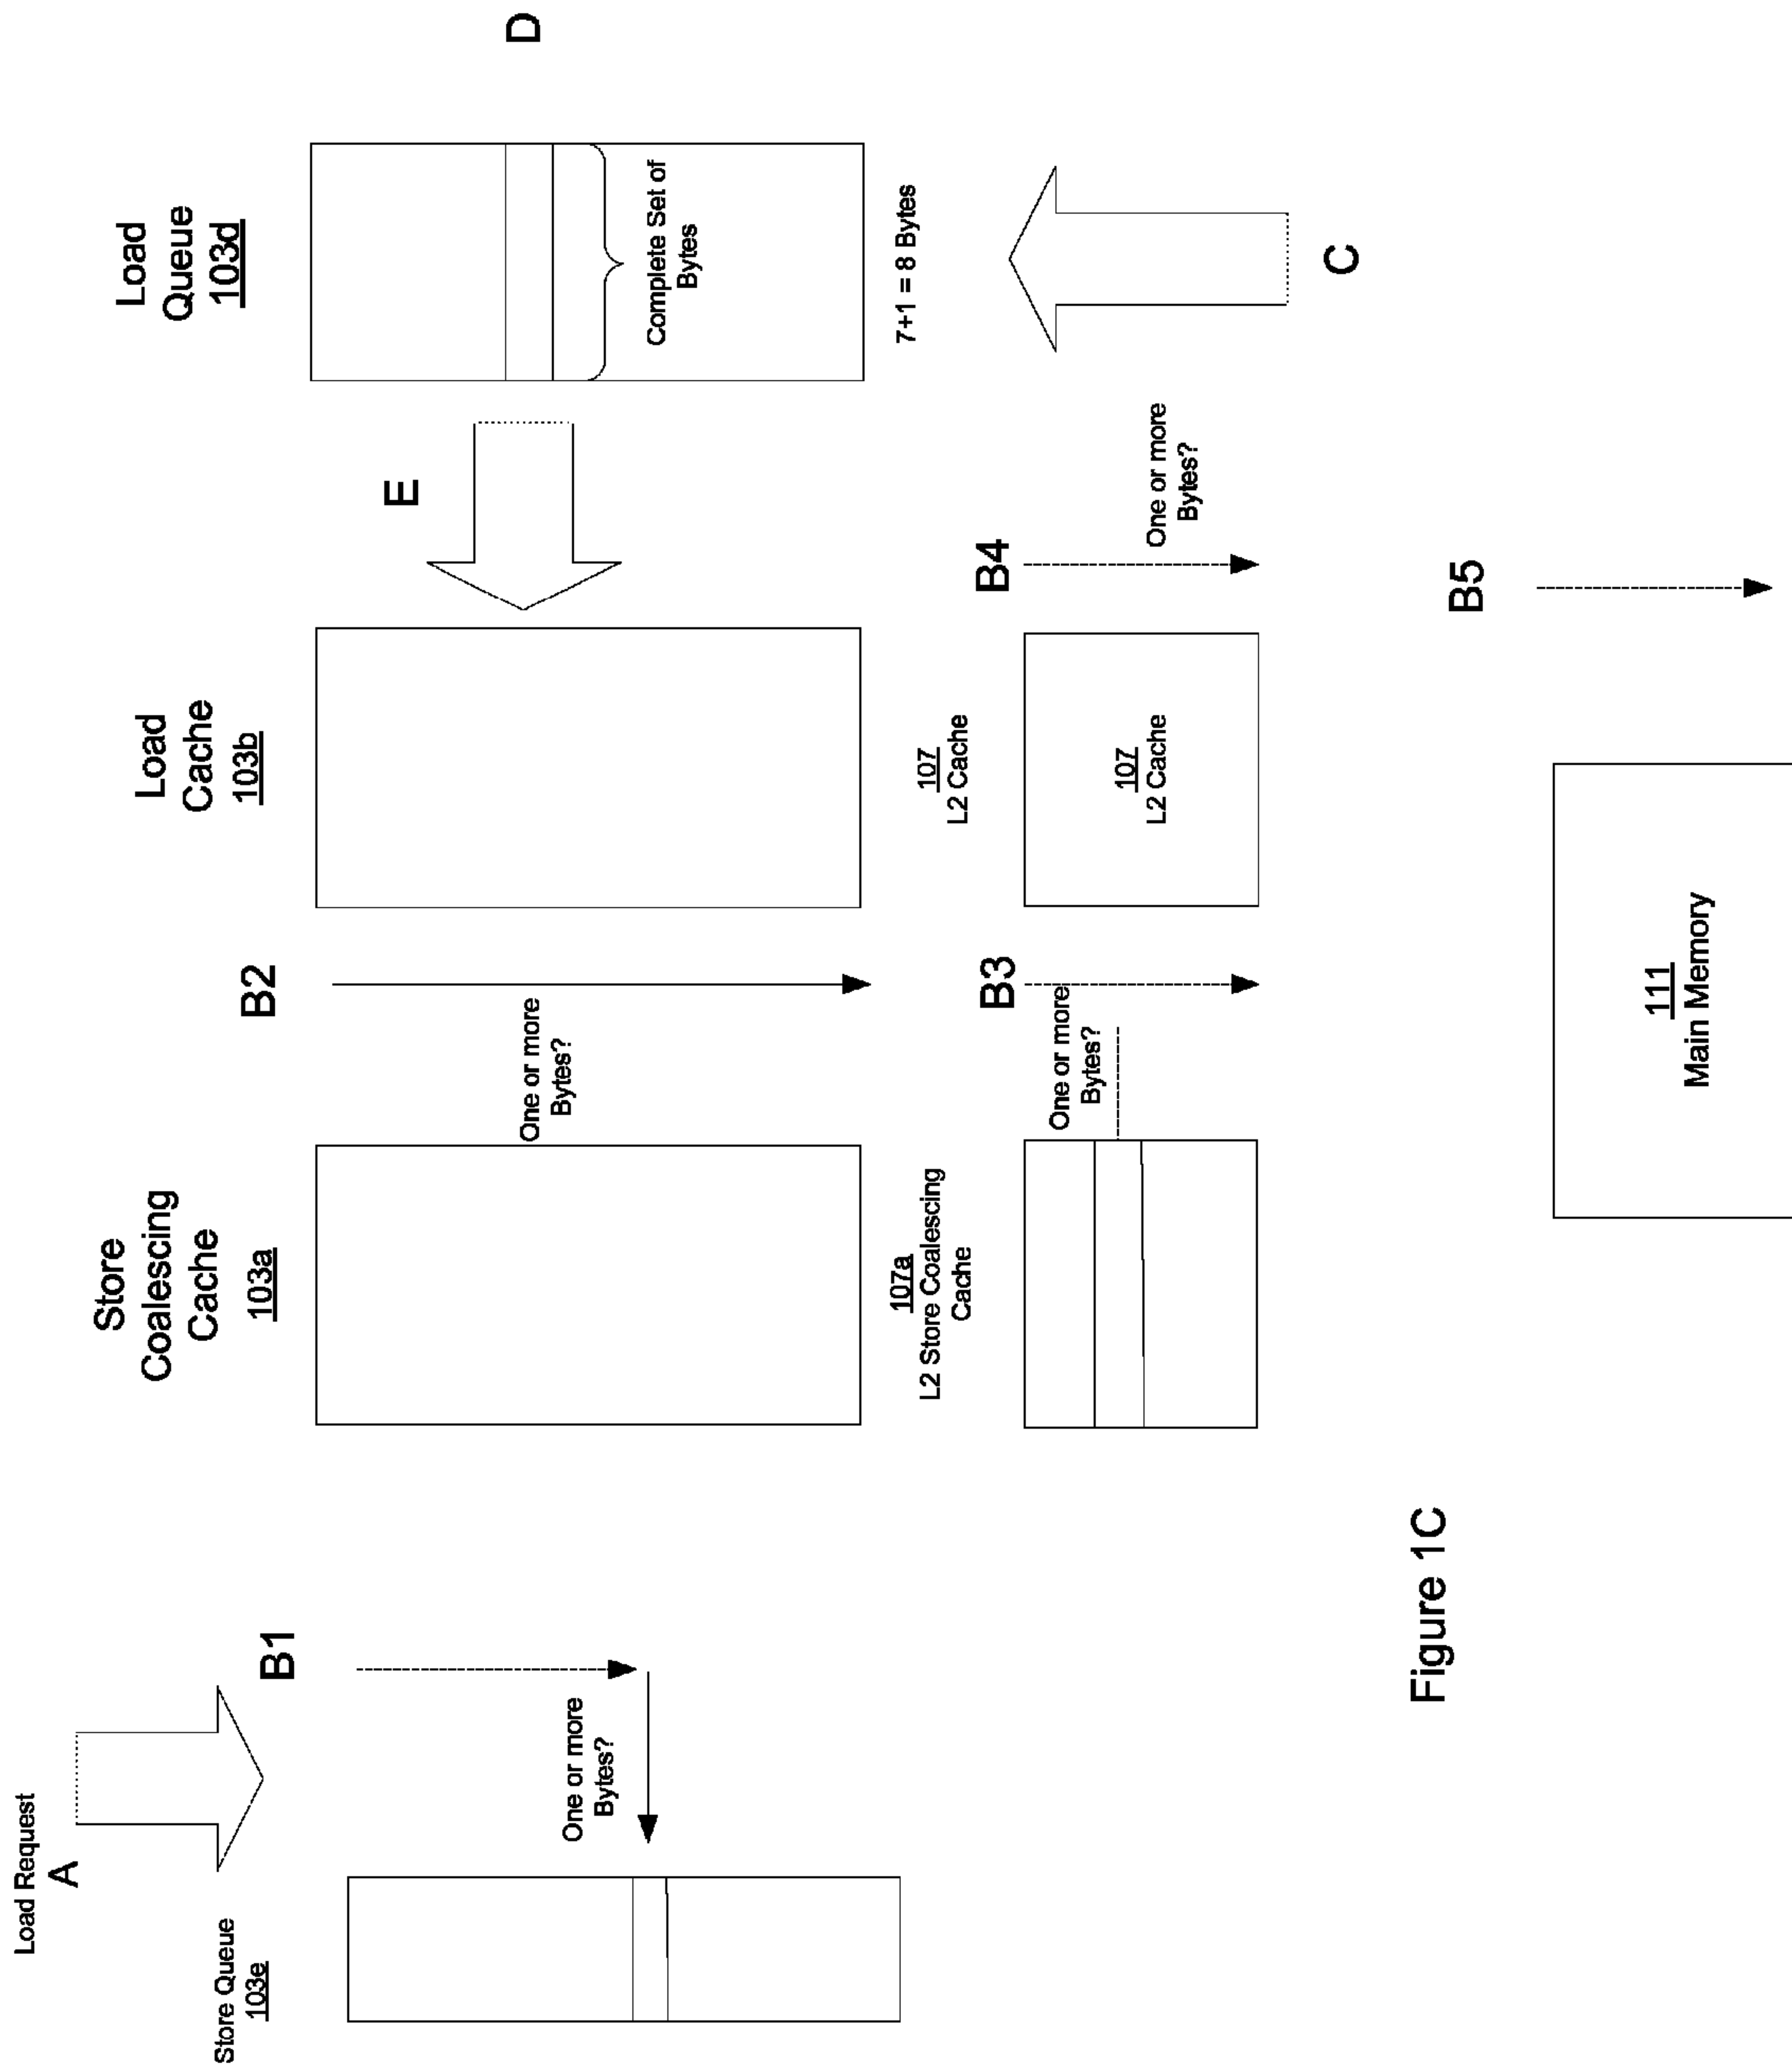 Load Request
A
Store Queue
103e
B1
One or more
Bytes?
Store
Coalescing
Cache
103a
One or more
Bytes?
B2
Load
Cache
103b
E
Load
Queue
103d
Complete Set of
Bytes
D
7+1 = 8 Bytes
107a
L2 Store Coalescing
Cache
One or more
Bytes?
B3
107
L2 Cache
107
L2 Cache
B4
One or more
Bytes?
C
B5
111
Main Memory
Figure 1C